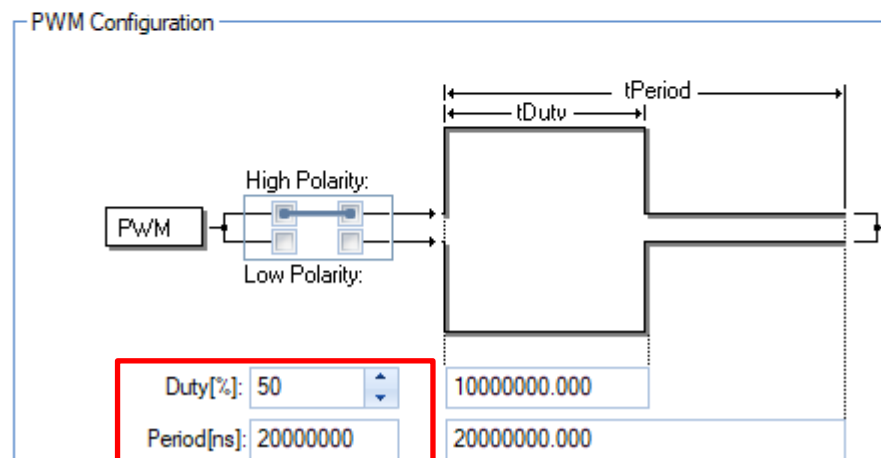 PWM Configuration
tPeriod
tDuty
High Polarity:
PWM
Low Polarity:
Duty[%]: 50 10000000.000
Period[ns]: 20000000 20000000.000